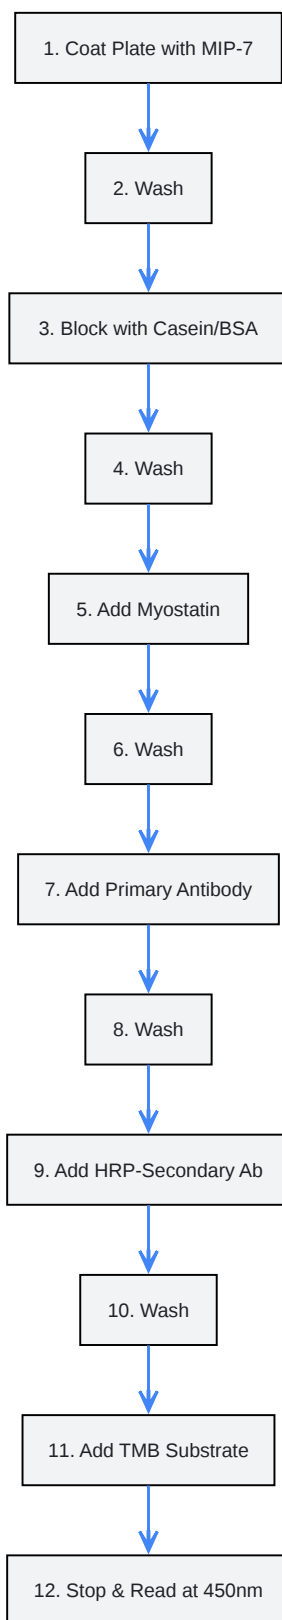 1. Coat Plate with MIP-7
2. Wash
3. Block with Casein/BSA
4. Wash
5. Add Myostatin
6. Wash
7. Add Primary Antibody
8. Wash
9. Add HRP-Secondary Ab
10. Wash
11. Add TMB Substrate
12. Stop & Read at 450nm